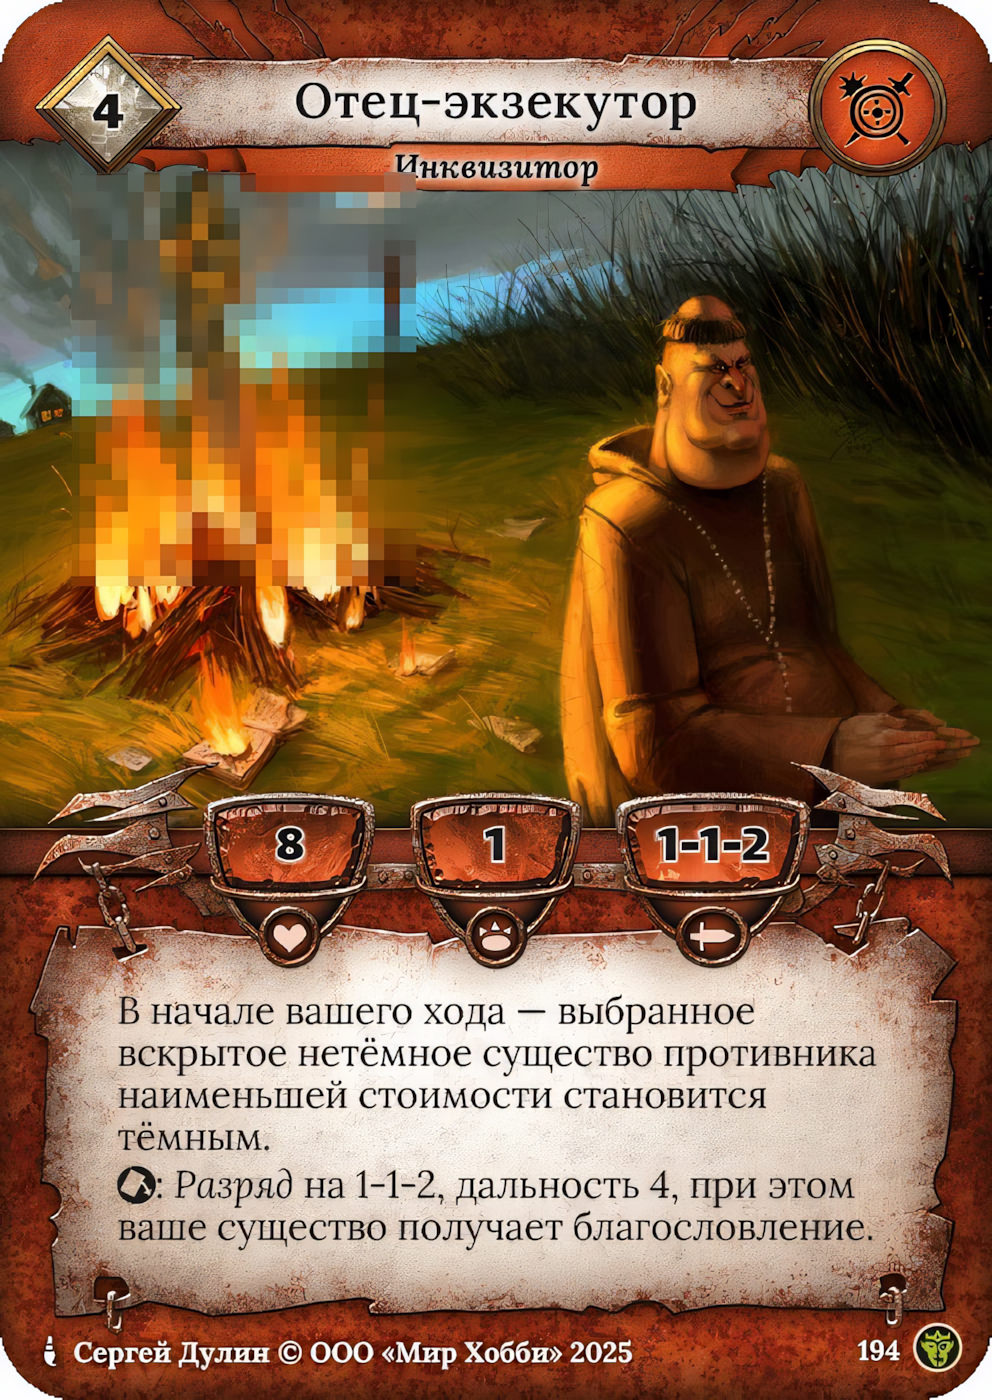 4
Отец-экзекутор
Инквизитор
8
1
1-1-2
В начале вашего хода — выбранное
вскрытое нетёмное существо противника
наименьшей стоимости становится
тёмным.
: Разряд на 1-1-2, дальность 4, при этом
ваше существо получает благословление.
Сергей Дулин © ООО «Мир Хобби» 2025
194